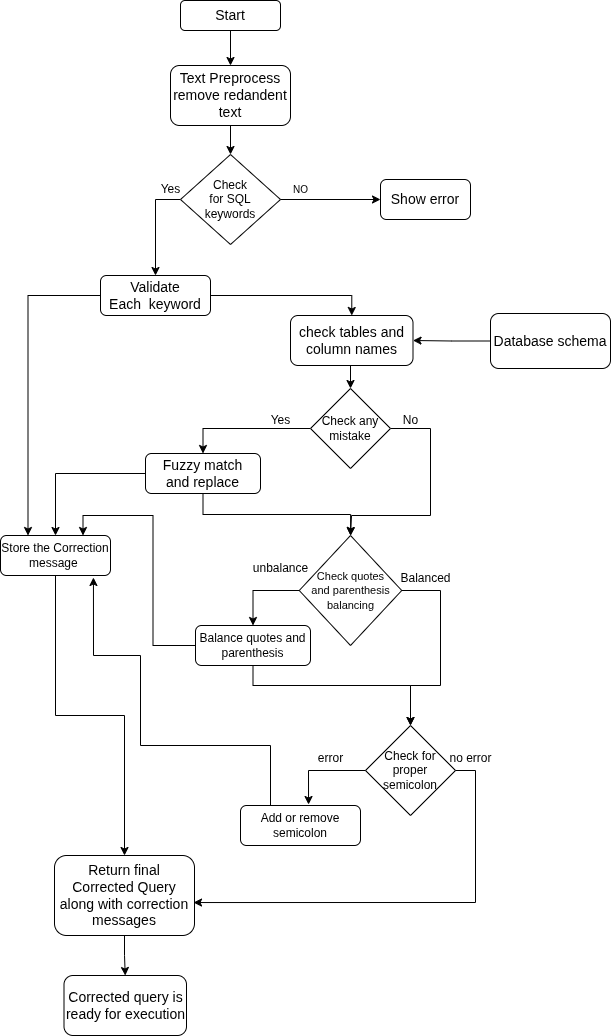 Start
Text Preprocess
remove redandent
text
Check
for SQL
keywords
Yes
NO
Show error
Validate
Each keyword
check tables and
column names
Database schema
Check any
mistake
Yes
No
Fuzzy match
and replace
Store the Correction
message
Check quotes
and parenthesis
balancing
unbalance
Balanced
Balance quotes and
parenthesis
Check for
proper
semicolon
error
no error
Add or remove
semicolon
Return final
Corrected Query
along with correction
messages
Corrected query is
ready for execution